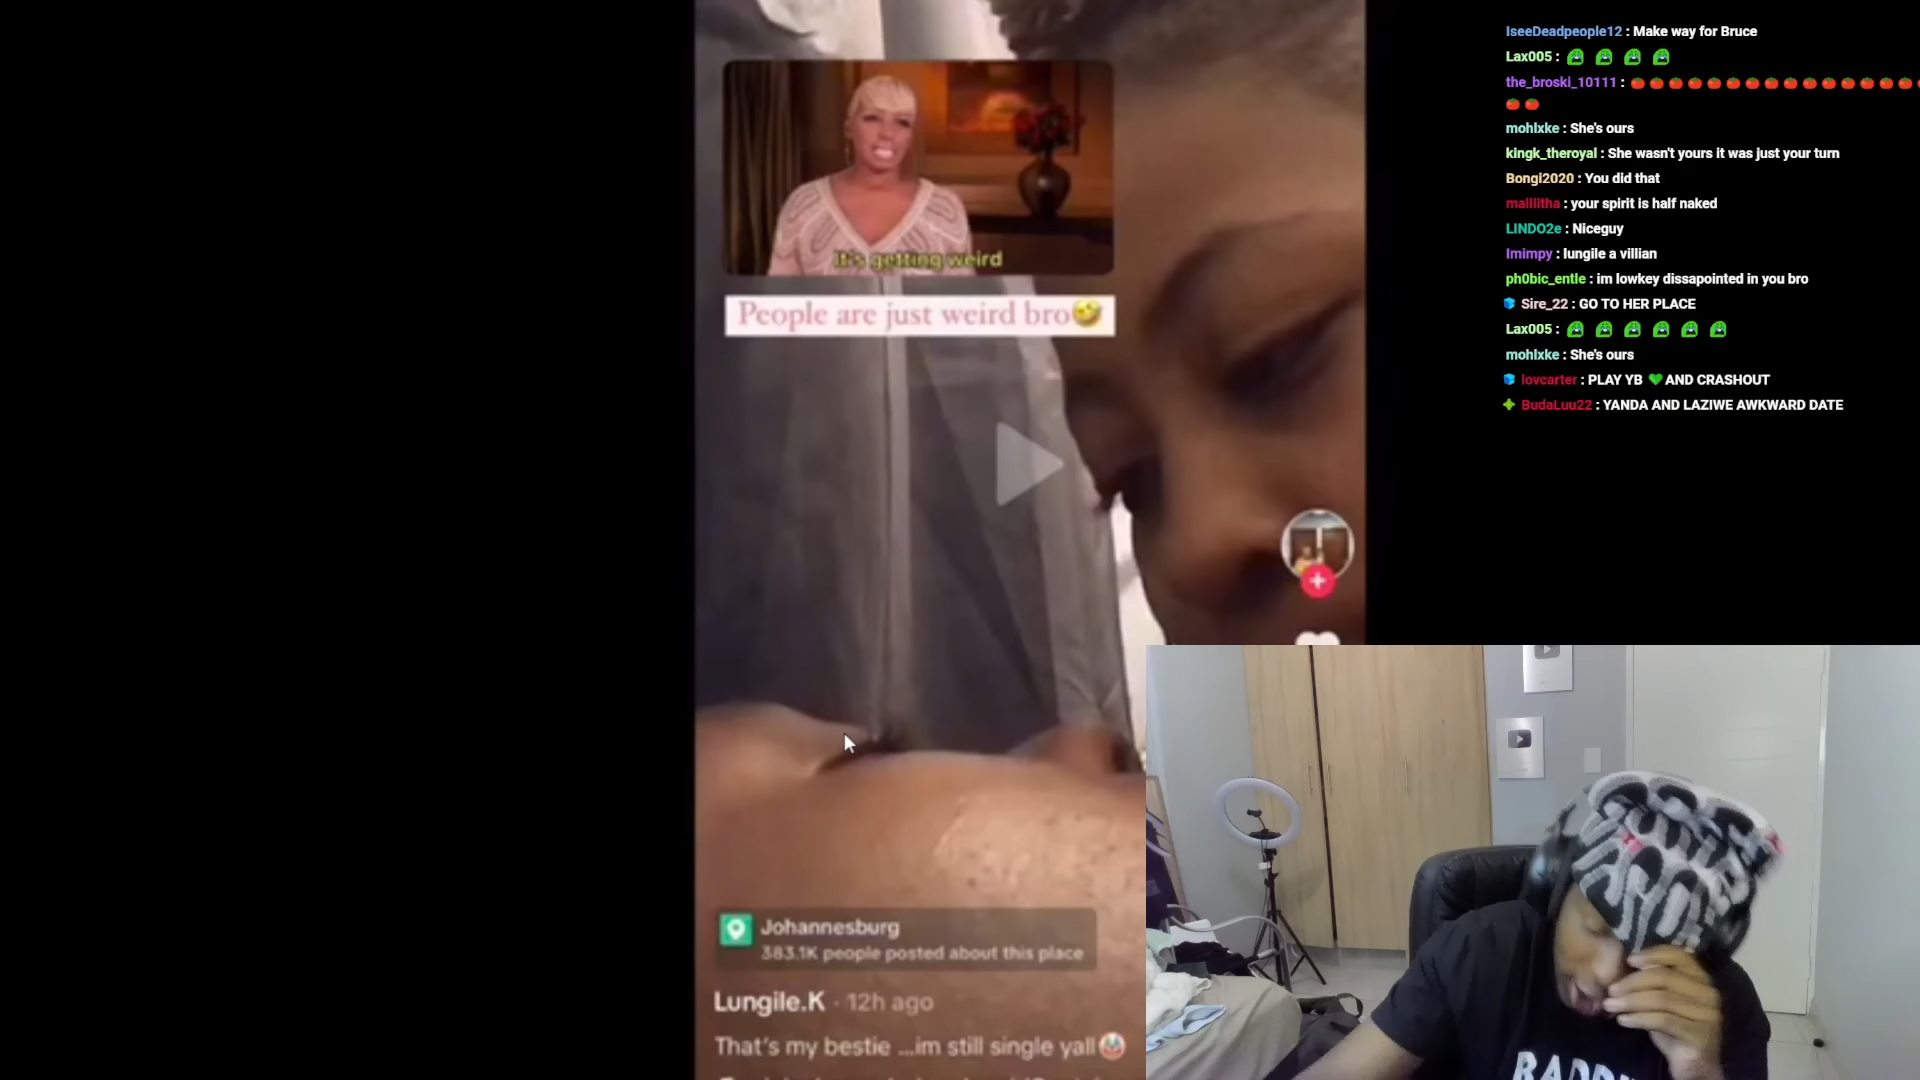 It's getting weird
People are just weird bro🤣
Johannesburg
383.1K people posted about this place
Lungile.K · 12h ago
That's my bestie ...im still single yall🤡
IseeDeadpeople12 : Make way for Bruce
Lax005 :
the_broski_10111 : 🍅🍅🍅🍅🍅🍅🍅🍅🍅🍅🍅🍅🍅🍅🍅🍅
🍅🍅
mohlxke : She's ours
kingk_theroyal : She wasn't yours it was just your turn
Bongi2020 : You did that
malilitha : your spirit is half naked
LINDO2e : Niceguy
Imimpy : lungile a villian
ph0bic_entle : im lowkey dissapointed in you bro
Sire_22 : GO TO HER PLACE
Lax005 :
mohlxke : She's ours
lovcarter : PLAY YB 💚 AND CRASHOUT
BudaLuu22 : YANDA AND LAZIWE AWKWARD DATE